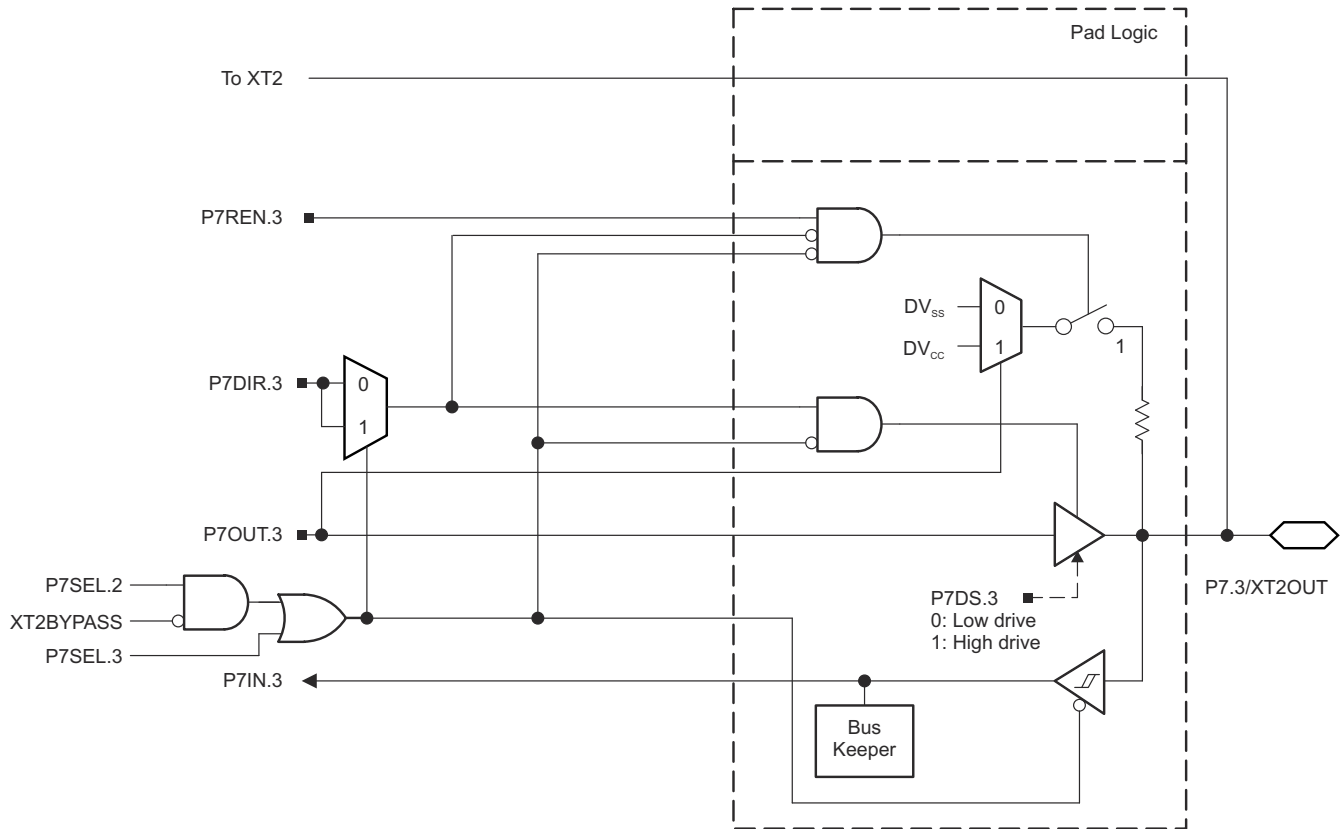 Pad Logic
To XT2
P7REN.3
DVSS
0
DVCC
1
1
P7DIR.3
0
1
P7OUT.3
P7SEL.2
XT2BYPASS
P7SEL.3
P7DS.3
0: Low drive
1: High drive
P7.3/XT2OUT
P7IN.3
Bus
Keeper